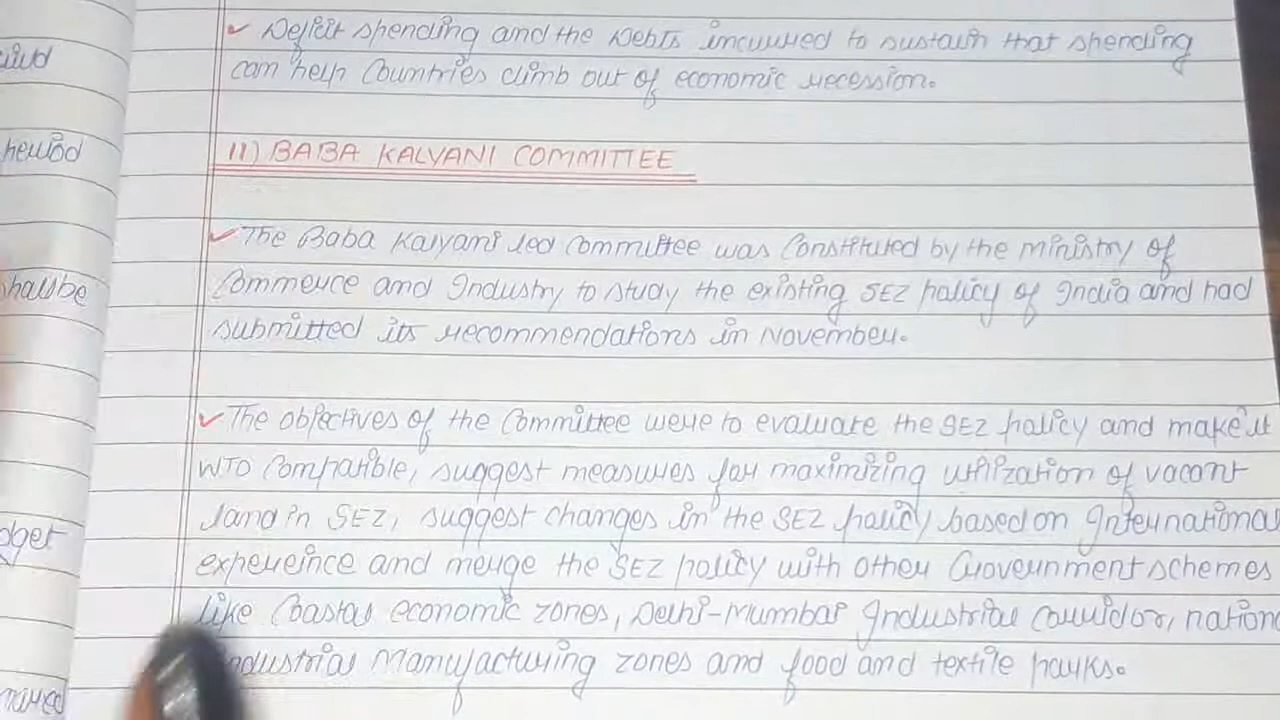 ✓ Deficit spending and the Debts incurred to sustain that spending
can help Countries climb out of economic recession.
11) BABA KALYANI COMMITTEE
✓ The Baba Kalyani led committee was Constituted by the ministry of
Commerce and Industry to study the existing SEZ policy of India and had
submitted its recommendations in November.
✓ The objectives of the Committee were to evaluate the SEZ policy and make it
WTO Compatible, suggest measures for maximizing utilization of vacant
land in SEZ, suggest changes in the SEZ policy based on International
expereince and merge the SEZ policy with other Government schemes
like Coastal economic zones, Delhi-Mumbai Industrial Corridor, nation
Industrial Manufacturing zones and food and textile parks.